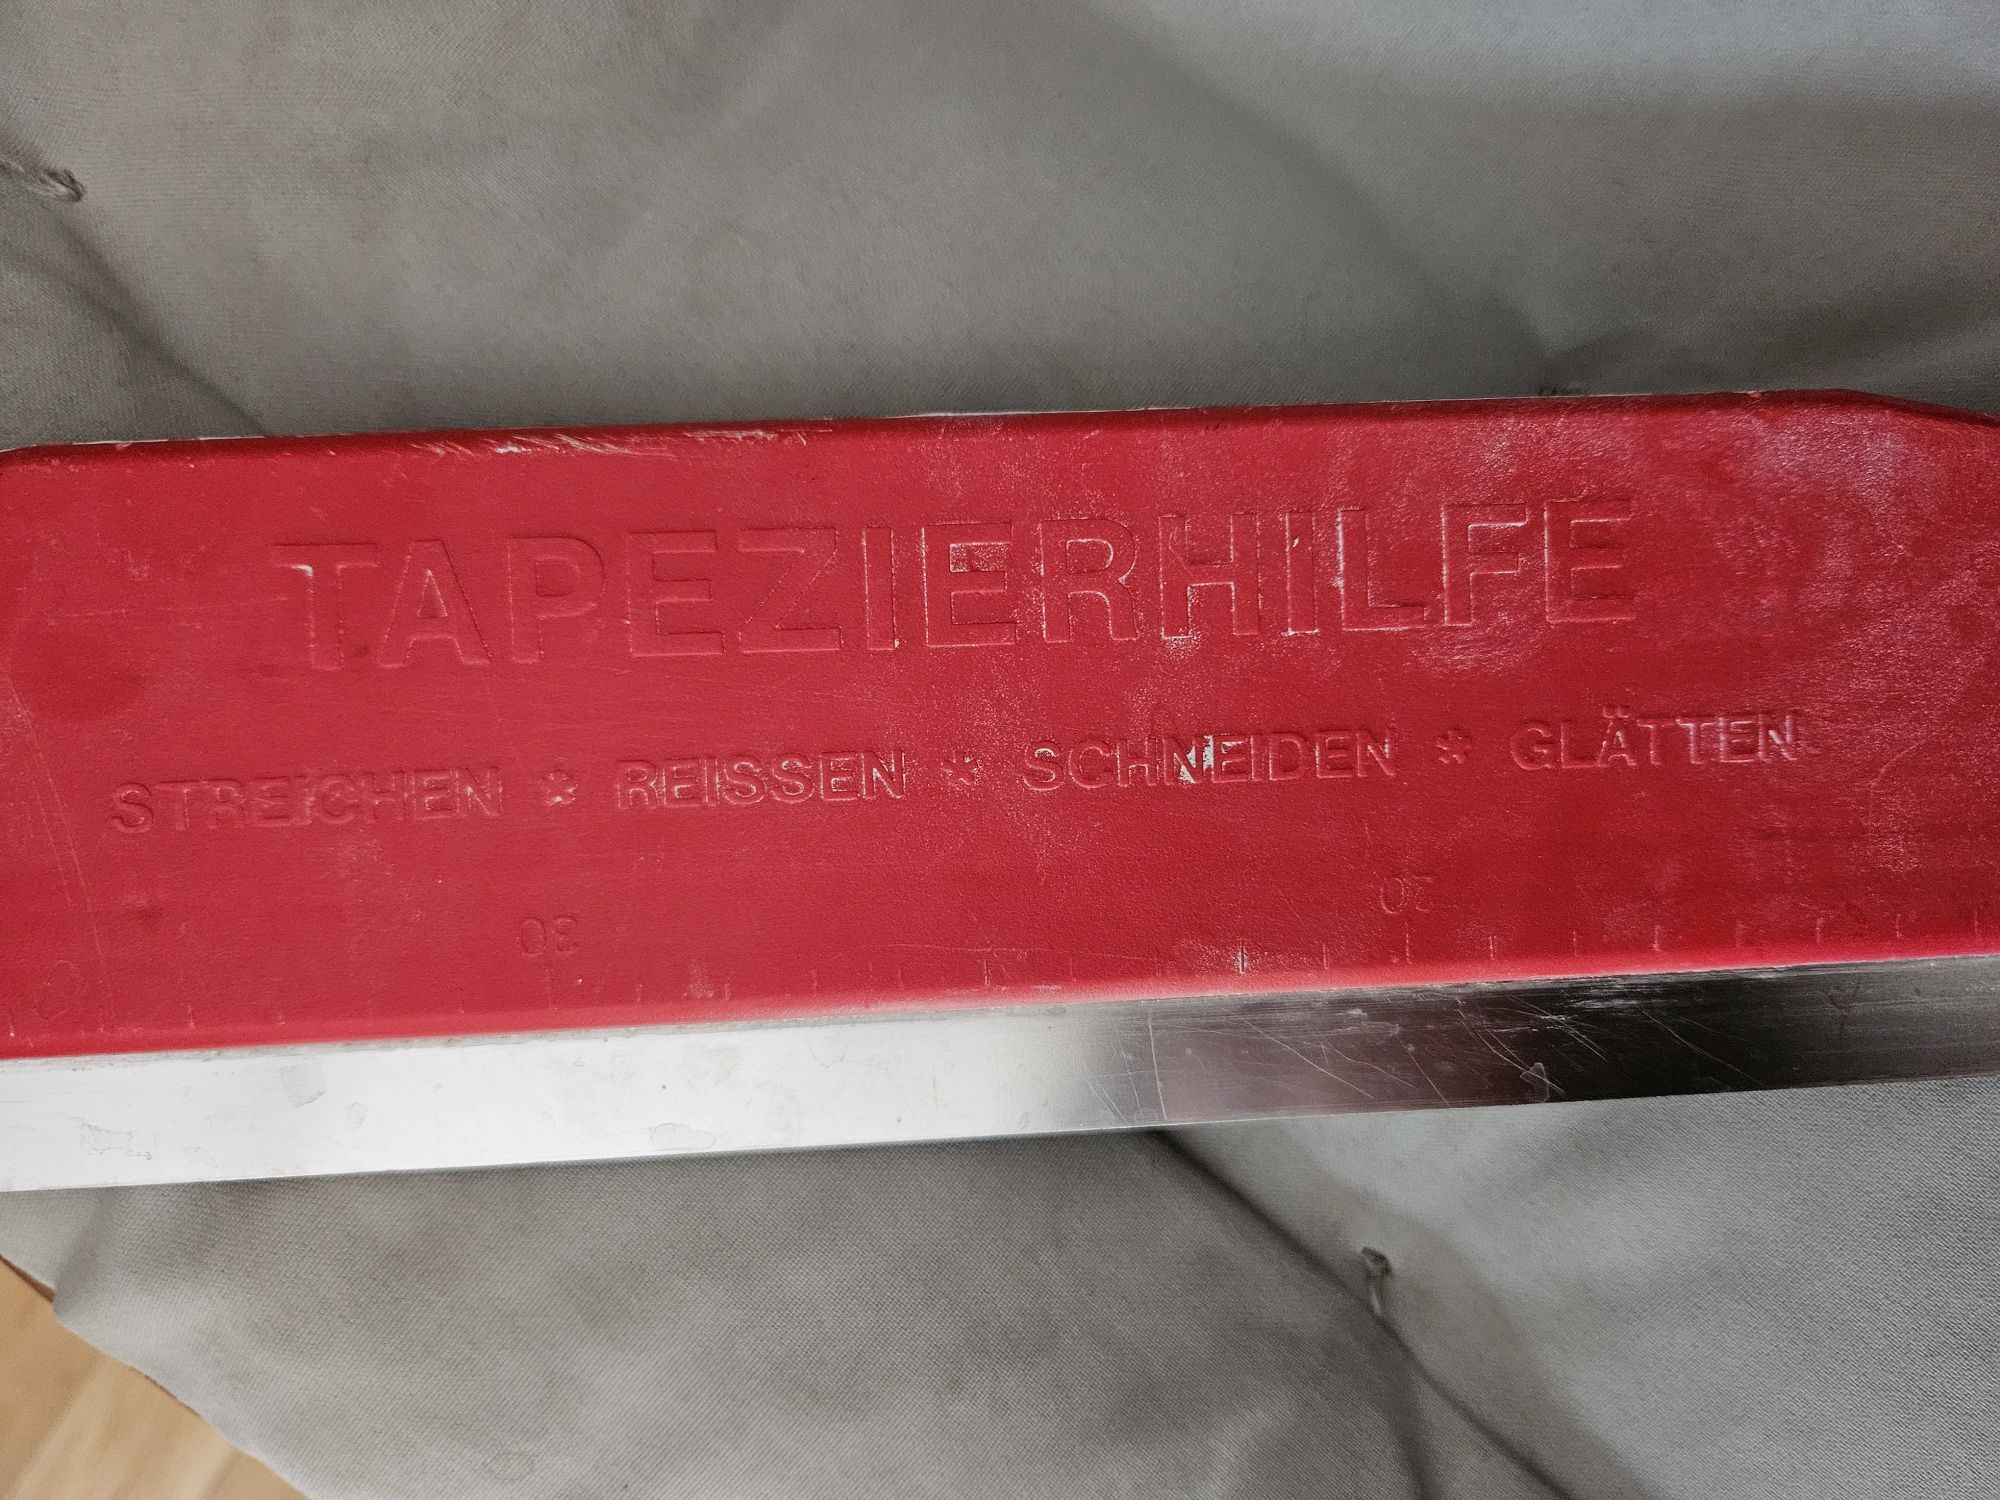 TAPEZIERHILFE
STREICHEN * REISSEN * SCHNEIDEN * GLÄTTEN
30 20